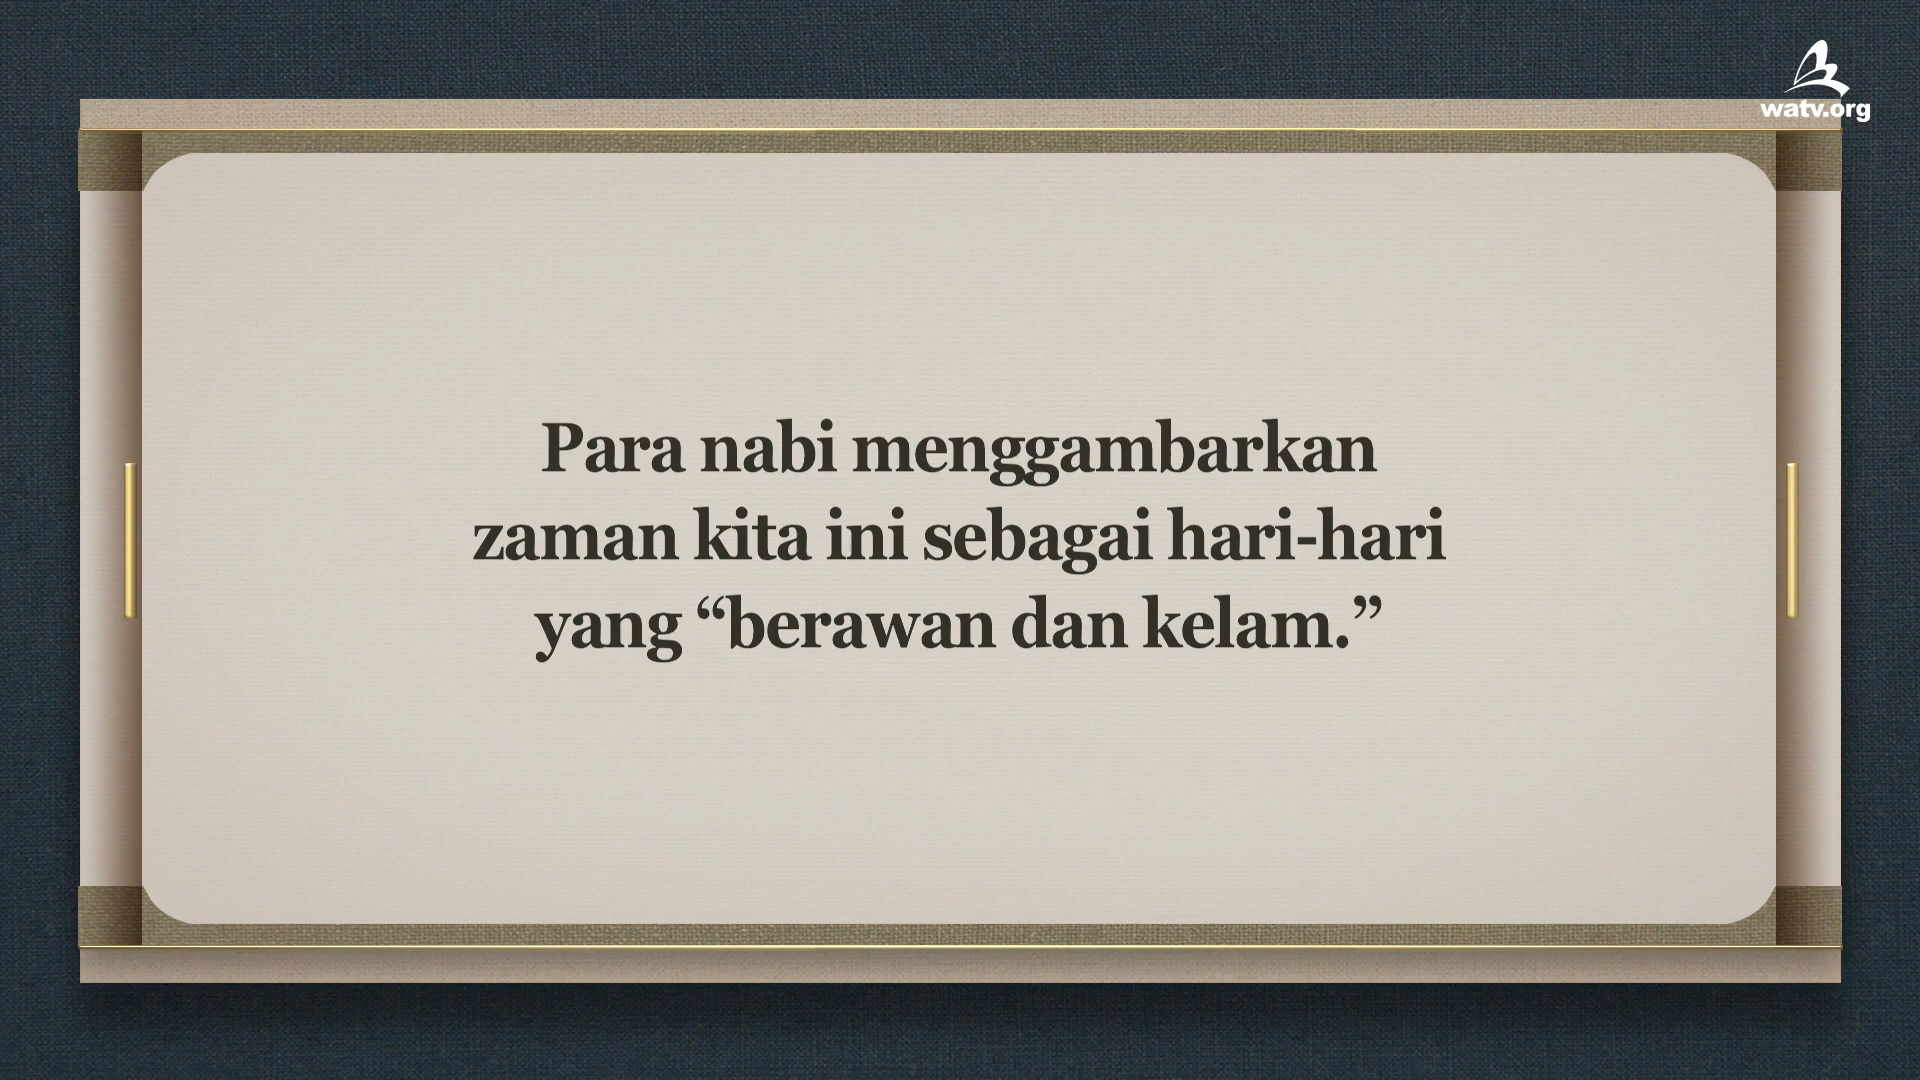 watv.org
Para nabi menggambarkan
zaman kita ini sebagai hari-hari
yang “berawan dan kelam.”